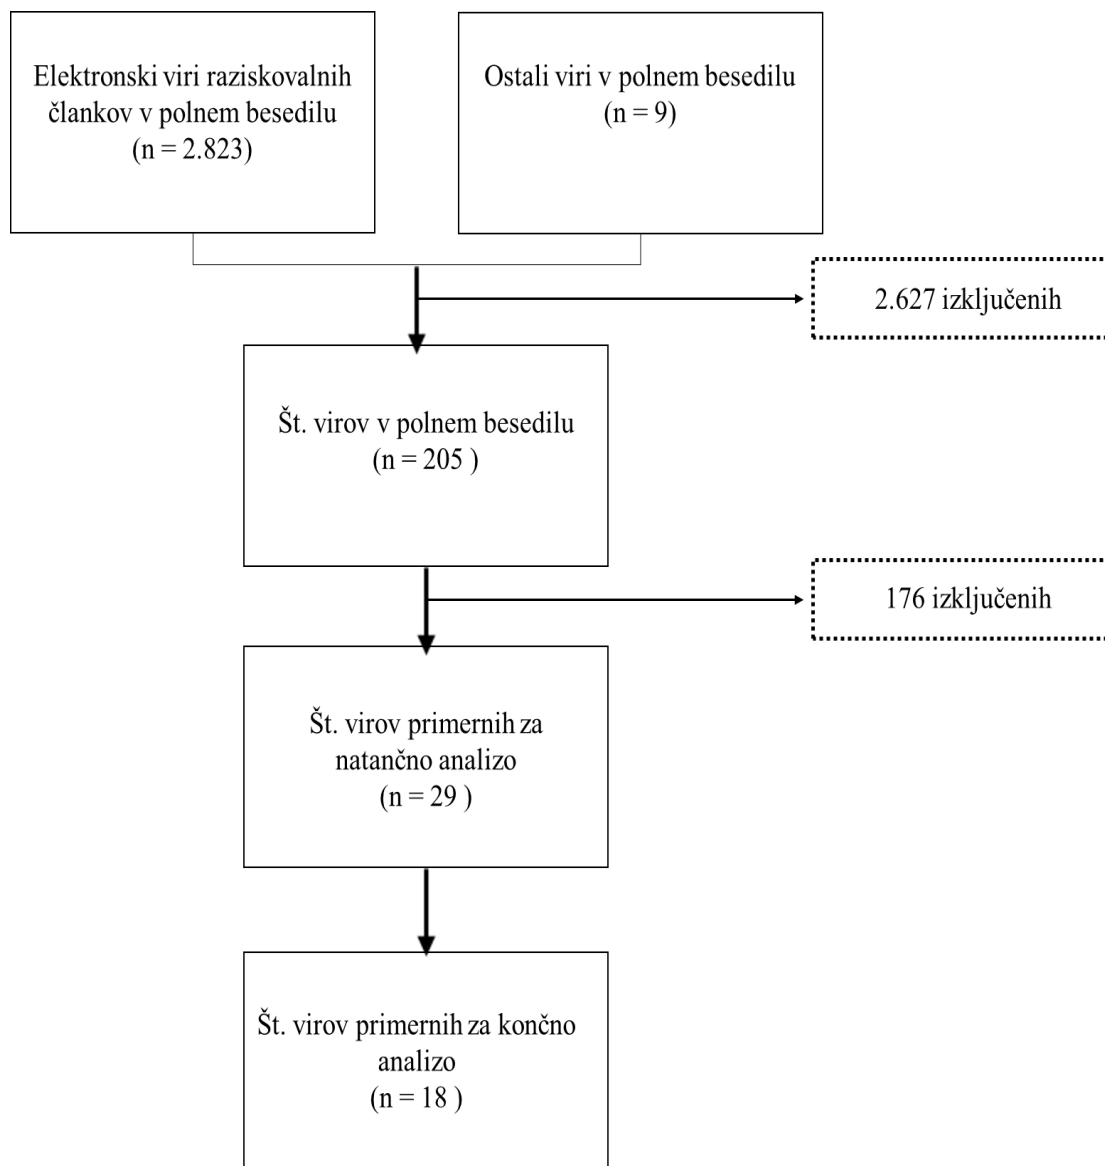 Elektronski viri raziskovalnih
člankov v polnem besedilu
(n = 2.823)
Ostali viri v polnem besedilu
(n = 9)
2.627 izključenih
Št. virov v polnem besedilu
(n = 205 )
176 izključenih
Št. virov primernih za
natančno analizo
(n = 29 )
Št. virov primernih za končno
analizo
(n = 18 )